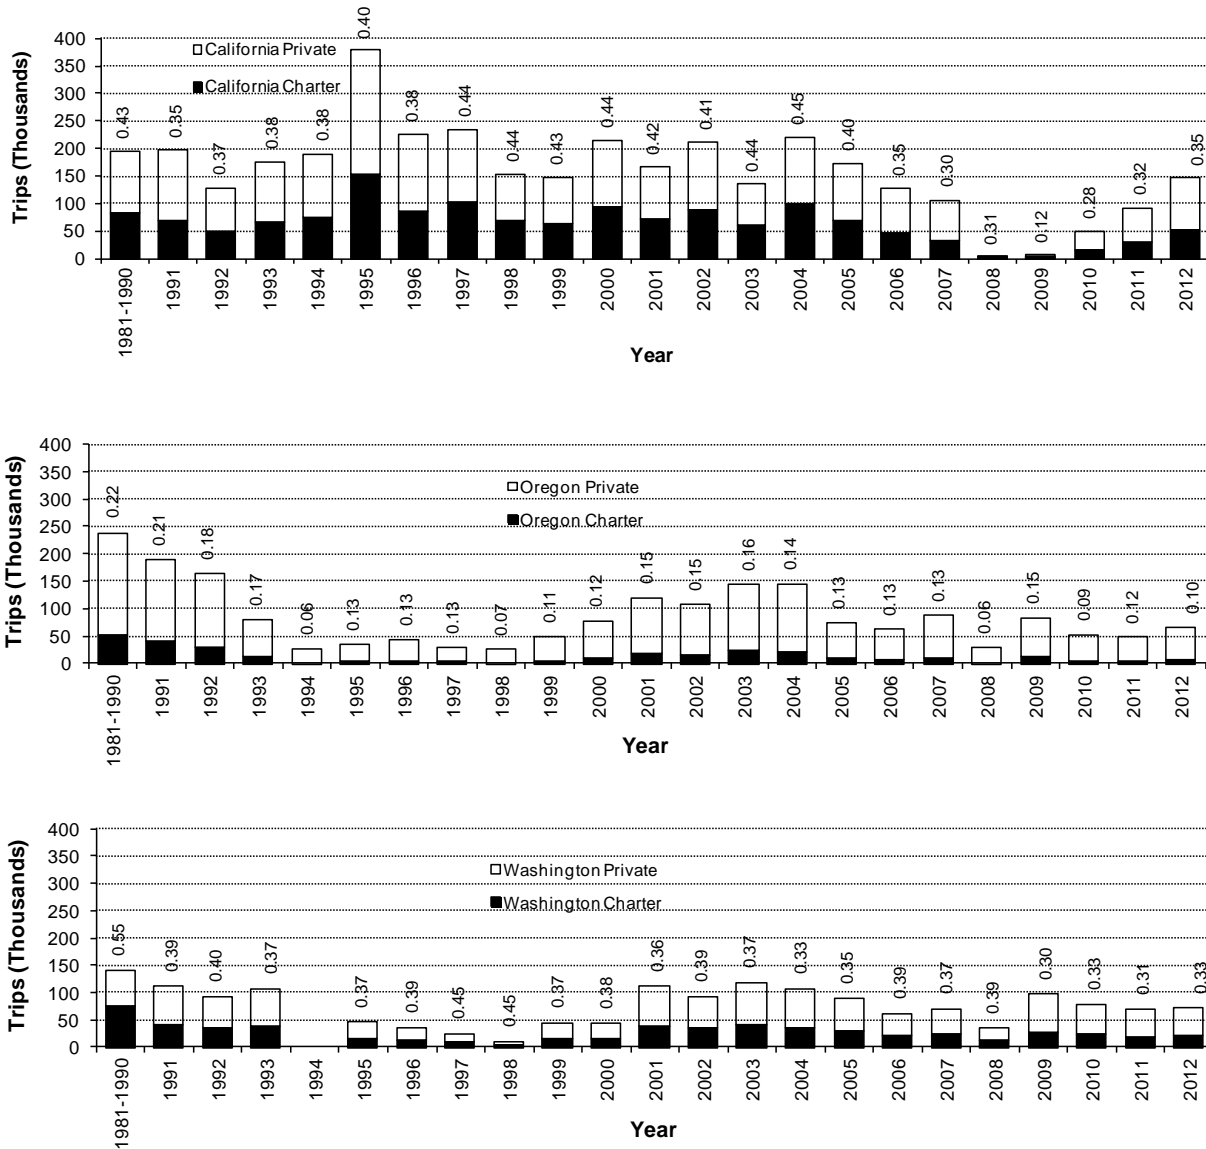 0.40
400
California Private
350
California Charter
300
250
200
150
100
50
0
Trips (Thousands)
0.43 0.35 0.37 0.38 0.38 0.38 0.44 0.44 0.43 0.44 0.42 0.41 0.44 0.45 0.40 0.35 0.30 0.31 0.12 0.28 0.32 0.35
1981-1990 1991 1992 1993 1994 1995 1996 1997 1998 1999 2000 2001 2002 2003 2004 2005 2006 2007 2008 2009 2010 2011 2012
Year
400
350
Oregon Private
300
Oregon Charter
250
200
150
100
50
0
Trips (Thousands)
0.22 0.21 0.18 0.17 0.06 0.13 0.13 0.13 0.07 0.11 0.12 0.15 0.15 0.16 0.14 0.13 0.13 0.13 0.06 0.15 0.09 0.12 0.10
1981-1990 1991 1992 1993 1994 1995 1996 1997 1998 1999 2000 2001 2002 2003 2004 2005 2006 2007 2008 2009 2010 2011 2012
Year
400
350
Washington Private
300
Washington Charter
250
200
150
100
50
0
Trips (Thousands)
0.55 0.39 0.40 0.37 0.37 0.39 0.45 0.45 0.37 0.38 0.36 0.39 0.37 0.33 0.35 0.39 0.37 0.39 0.30 0.33 0.31 0.33
1981-1990 1991 1992 1993 1994 1995 1996 1997 1998 1999 2000 2001 2002 2003 2004 2005 2006 2007 2008 2009 2010 2011 2012
Year